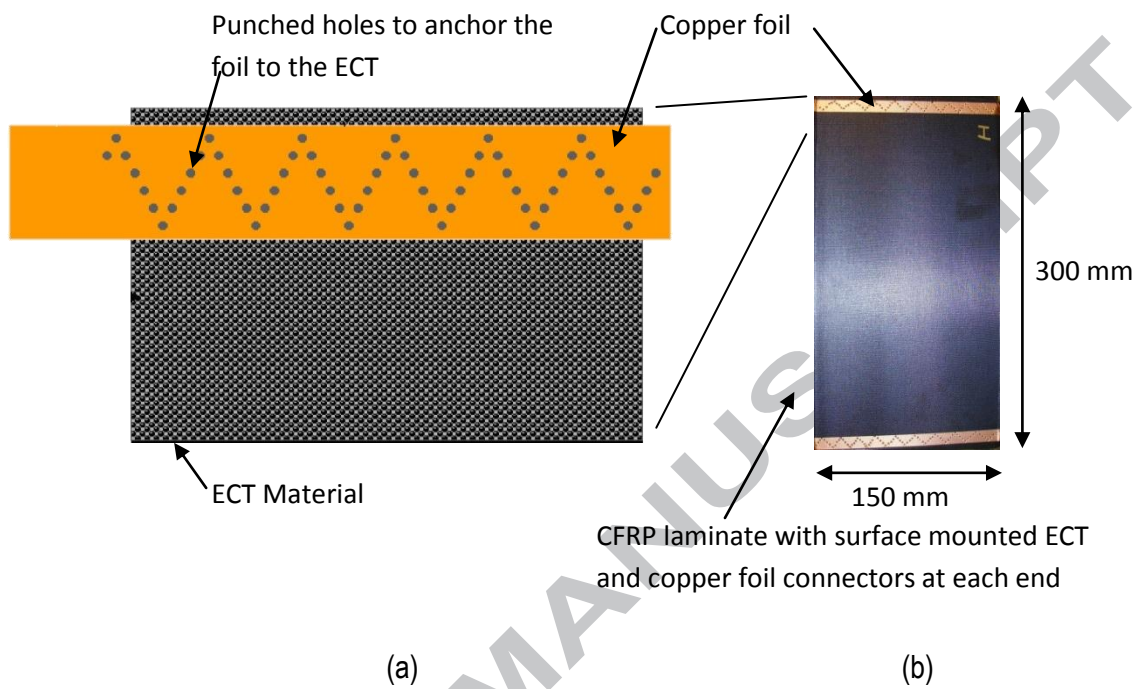 Punched holes to anchor the
foil to the ECT
Copper foil
H
300 mm
150 mm
ECT Material
CFRP laminate with surface mounted ECT
and copper foil connectors at each end
MANUSCRIPT
(a)
(b)